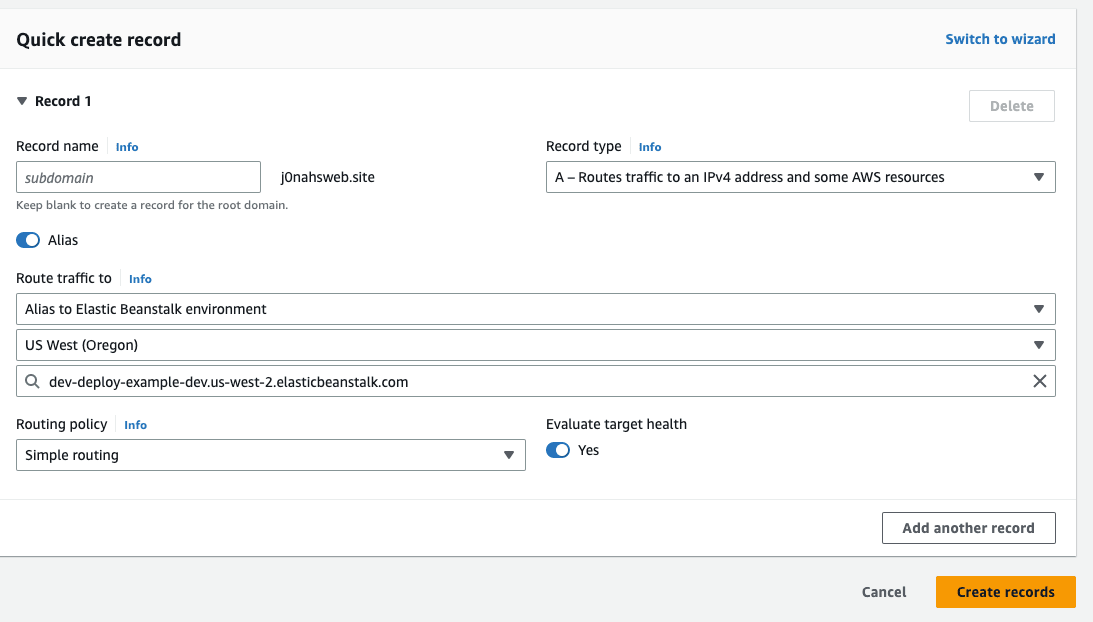 Quick create record
Switch to wizard
Record 1
Delete
Record name
Info
Record type
Info
subdomain
j0nahsweb.site
A – Routes traffic to an IPv4 address and some AWS resources
Keep blank to create a record for the root domain.
Alias
Route traffic to
Info
Alias to Elastic Beanstalk environment
US West (Oregon)
dev-deploy-example-dev.us-west-2.elasticbeanstalk.com
Routing policy
Info
Evaluate target health
Simple routing
Yes
Add another record
Cancel
Create records